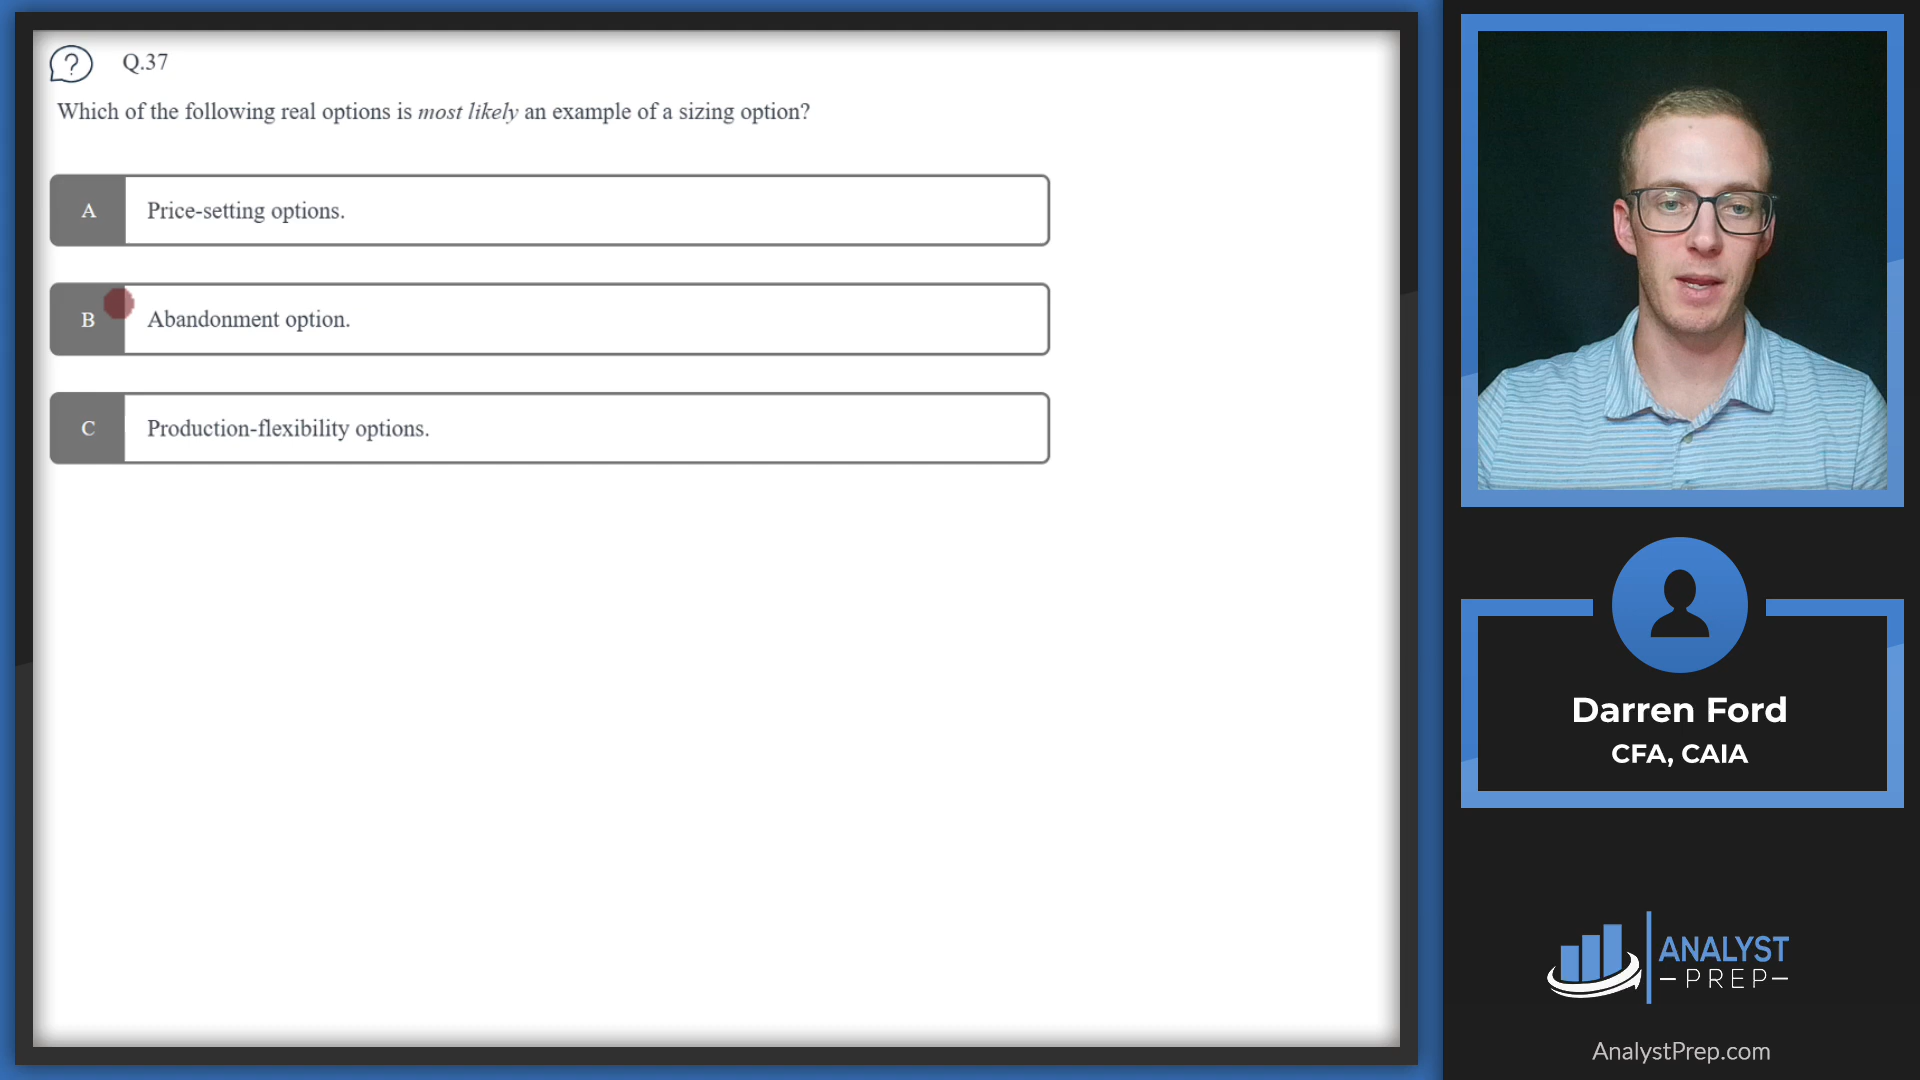 Q.37
Which of the following real options is most likely an example of a sizing option?
A
Price-setting options.
B
Abandonment option.
C
Production-flexibility options.
Darren Ford
CFA, CAIA
ANALYST
PREP
AnalystPrep.com